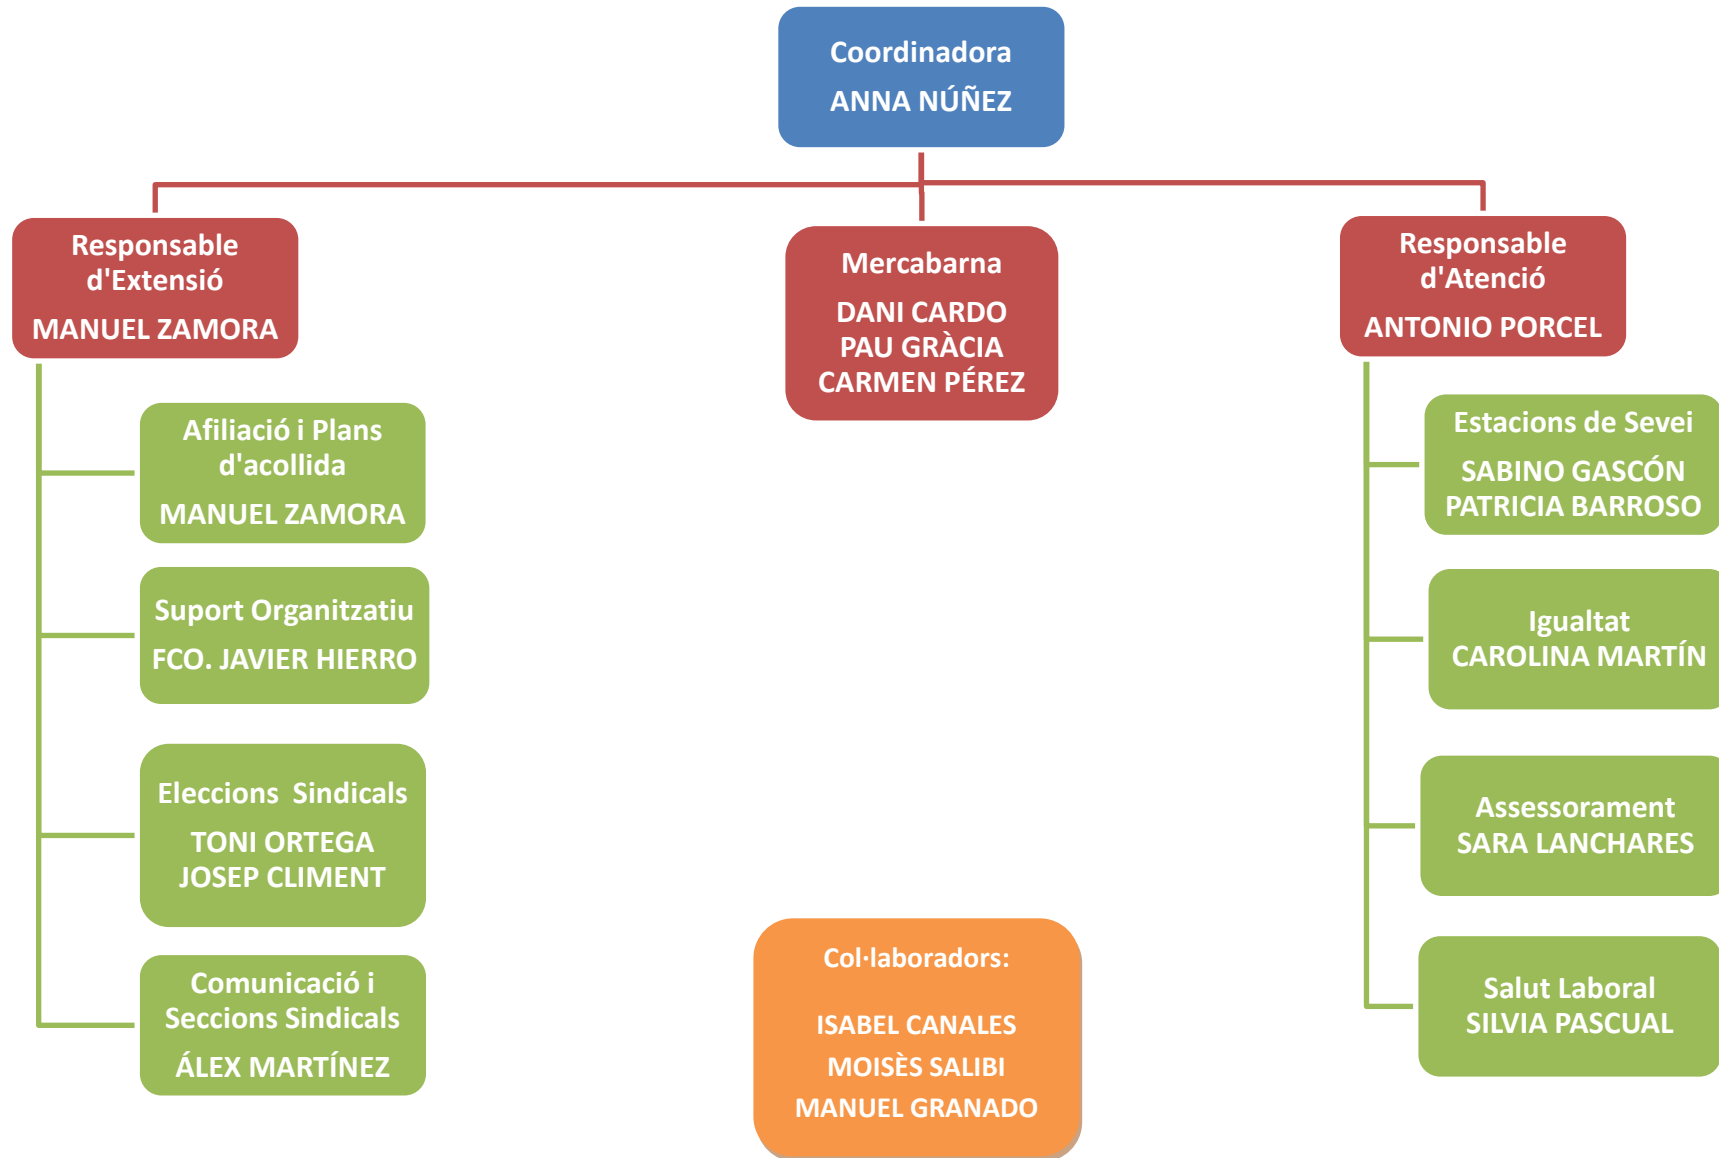 Coordinadora
ANNA NÚÑEZ
Responsable
d'Extensió
MANUEL ZAMORA
Mercabarna
DANI CARDO
PAU GRÀCIA
CARMEN PÉREZ
Responsable
d'Atenció
ANTONIO PORCEL
Afiliació i Plans
d'acollida
MANUEL ZAMORA
Suport Organitzatiu
FCO. JAVIER HIERRO
Eleccions  Sindicals
TONI ORTEGA
JOSEP CLIMENT
Comunicació i
Seccions Sindicals
ÁLEX MARTÍNEZ
Estacions de Sevei
SABINO GASCÓN
PATRICIA BARROSO
Igualtat
CAROLINA MARTÍN
Assessorament
SARA LANCHARES
Salut Laboral
SILVIA PASCUAL
Col·laboradors:
ISABEL CANALES
MOISÈS SALIBI
MANUEL GRANADO